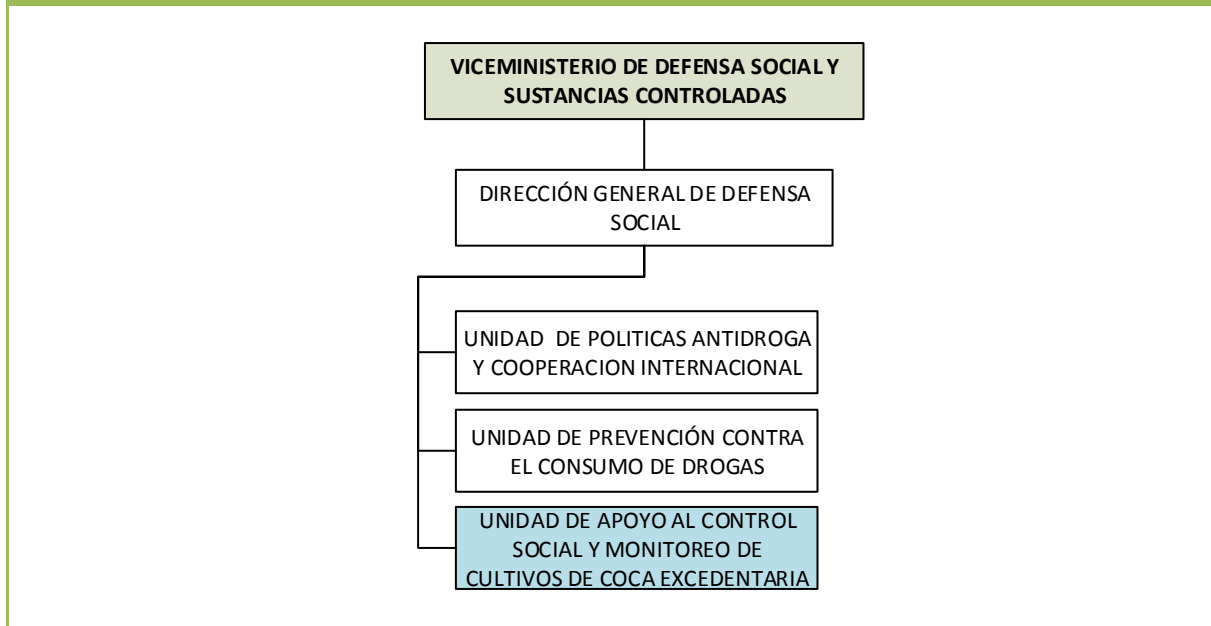 VICEMINISTERIO DE DEFENSA SOCIAL Y
SUSTANCIAS CONTROLADAS
DIRECCIÓN GENERAL DE DEFENSA
SOCIAL
UNIDAD DE POLITICAS ANTIDROGA
Y COOPERACION INTERNACIONAL
UNIDAD DE PREVENCIÓN CONTRA
EL CONSUMO DE DROGAS
UNIDAD DE APOYO AL CONTROL
SOCIAL Y MONITOREO DE
CULTIVOS DE COCA EXCEDENTARIA